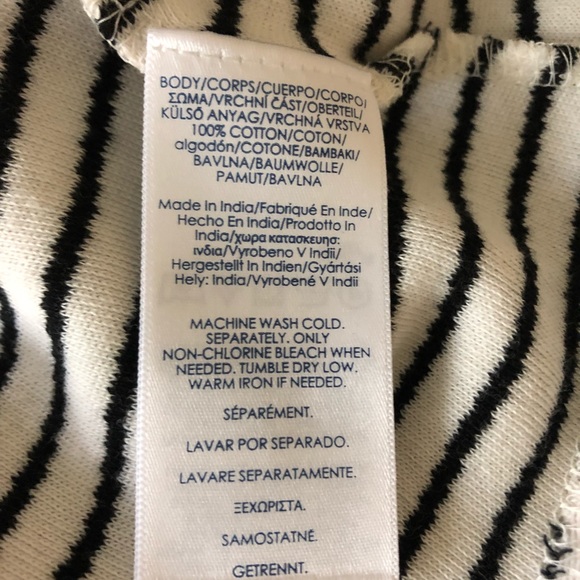 BODY/CORPS/CUERPO/CORPO/
ΣΩΜΑ/VRCHNÍ ČÁST/OBERTEIL/
KÜLSŐ ANYAG/VRCHNÁ VRSTVA
100% COTTON/COTON/
algodón/COTONE/BAMBAKI/
BAVLNA/BAUMWOLLE/
PAMUT/BAVLNA
Made In India/Fabriqué En Inde/
Hecho En India/Prodotto In
India/χωρα κατασκευησ:
ινδια/Vyrobeno V Indii/
Hergestellt In Indien/Gyártási
Hely: India/Vyrobené V Indii
MACHINE WASH COLD.
SEPARATELY. ONLY
NON-CHLORINE BLEACH WHEN
NEEDED. TUMBLE DRY LOW.
WARM IRON IF NEEDED.
SÉPARÉMENT.
LAVAR POR SEPARADO.
LAVARE SEPARATAMENTE.
ΞΕΧΩΡΙΣΤΑ.
SAMOSTATNĚ.
GETRENNT.